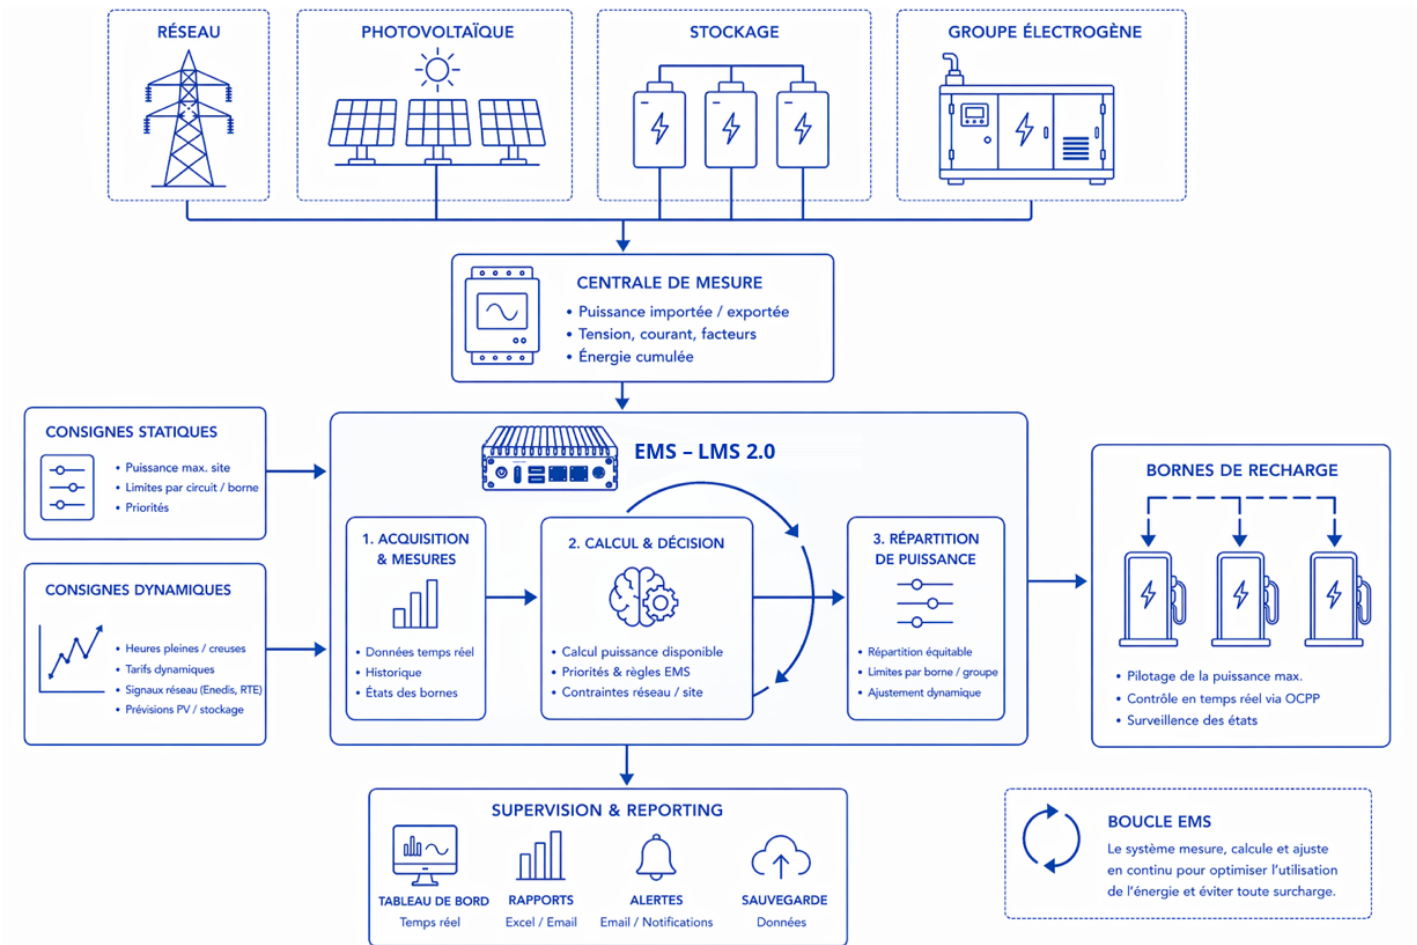 RÉSEAU
PHOTOVOLTAÏQUE
STOCKAGE
GROUPE ÉLECTROGÈNE
CENTRALE DE MESURE
• Puissance importée / exportée
• Tension, courant, facteurs
• Énergie cumulée
CONSIGNES STATIQUES
• Puissance max. site
• Limites par circuit / borne
• Priorités
CONSIGNES DYNAMIQUES
• Heures pleines / creuses
• Tarifs dynamiques
• Signaux réseau (Enedis, RTE)
• Prévisions PV / stockage
EMS – LMS 2.0
1. ACQUISITION
& MESURES
• Données temps réel
• Historique
• États des bornes
2. CALCUL & DÉCISION
• Calcul puissance disponible
• Priorités & règles EMS
• Contraintes réseau / site
3. RÉPARTITION
DE PUISSANCE
• Répartition équitable
• Limites par borne / groupe
• Ajustement dynamique
BORNES DE RECHARGE
• Pilotage de la puissance max.
• Contrôle en temps réel via OCPP
• Surveillance des états
SUPERVISION & REPORTING
TABLEAU DE BORD
Temps réel
RAPPORTS
Excel / Email
ALERTES
Email / Notifications
SAUVEGARDE
Données
BOUCLE EMS
Le système mesure, calcule et ajuste
en continu pour optimiser l'utilisation
de l'énergie et éviter toute surcharge.